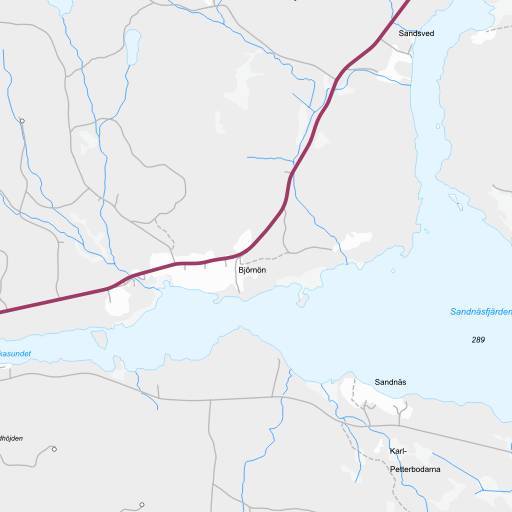 Sandsved
Björnön
Sandnäsfjärden
289
Sandnäs
Karl-
Petterbodarna